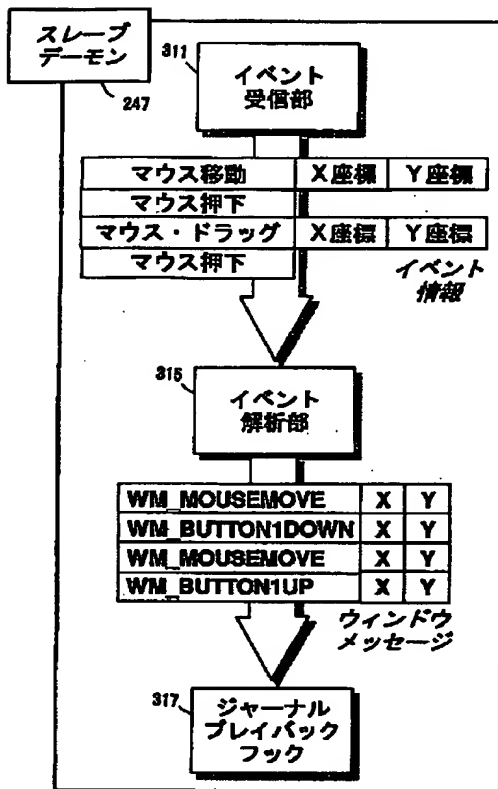 スレーブ
デーモン
247
311
イベント
受信部
マウス移動 X座標 Y座標
マウス押下
マウス・ドラッグ X座標 Y座標
マウス押下
イベント
情報
315
イベント
解析部
WM_MOUSEMOVE X Y
WM_BUTTON1DOWN X Y
WM_MOUSEMOVE X Y
WM_BUTTON1UP X Y
ウィンドウ
メッセージ
317
ジャーナル
プレイバック
フック